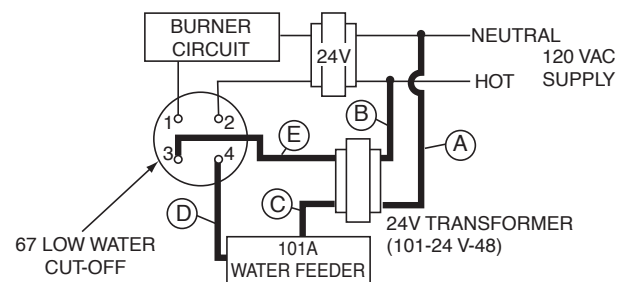 BURNER
CIRCUIT
24V
NEUTRAL
120 VAC
SUPPLY
HOT
1
2
3
4
B
E
A
C
D
24V TRANSFORMER
(101-24 V-48)
67 LOW WATER
CUT-OFF
101A
WATER FEEDER